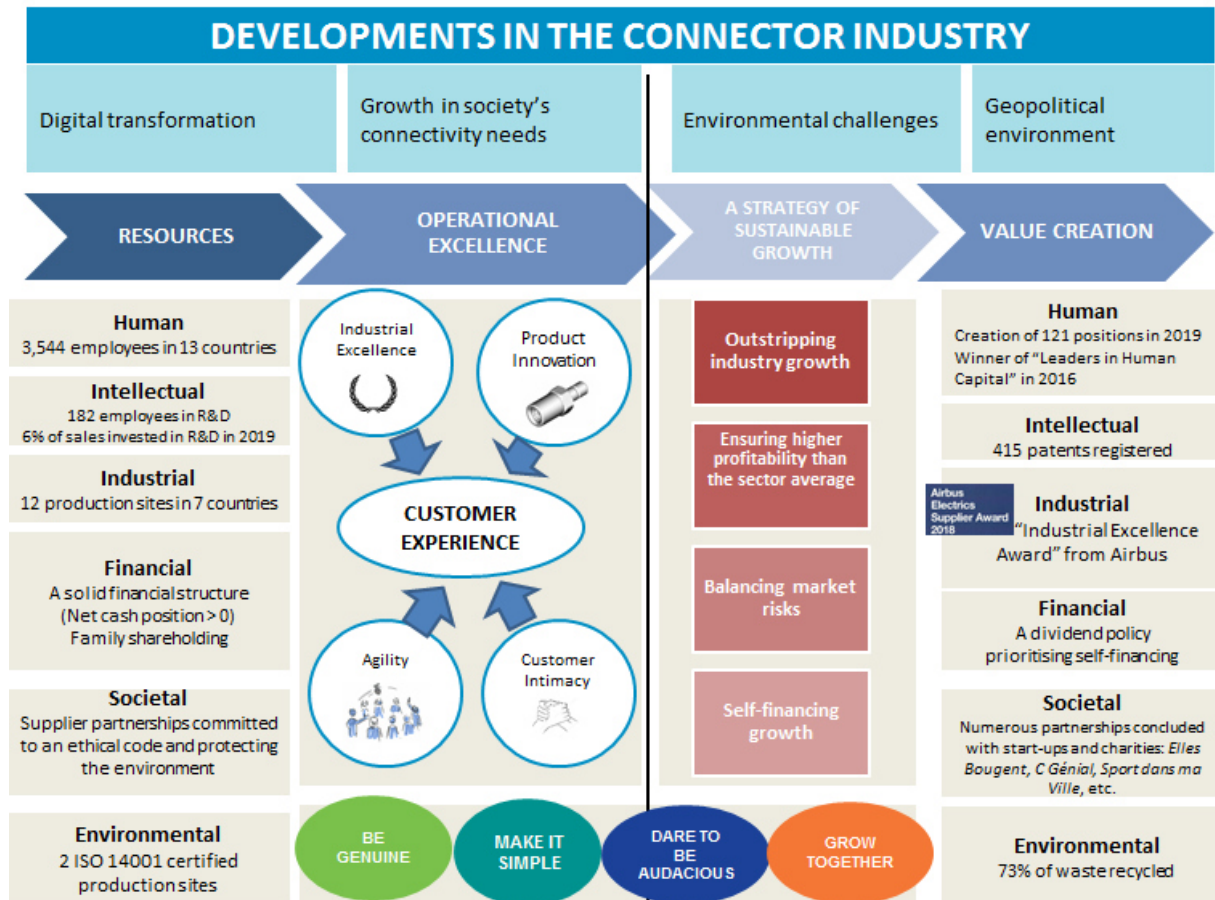 DEVELOPMENTS IN THE CONNECTOR INDUSTRY
Digital transformation
Growth in society's
connectivity needs
Environmental challenges
Geopolitical
environment
RESOURCES
OPERATIONAL
EXCELLENCE
A STRATEGY OF
SUSTAINABLE
GROWTH
VALUE CREATION
Human
3,544 employees in 13 countries
Intellectual
182 employees in R&D
6% of sales invested in R&D in 2019
Industrial
12 production sites in 7 countries
Financial
A solid financial structure
(Net cash position > 0)
Family shareholding
Societal
Supplier partnerships committed
to an ethical code and protecting
the environment
Environmental
2 ISO 14001 certified
production sites
Industrial
Excellence
Product
Innovation
CUSTOMER
EXPERIENCE
Agility
Customer
Intimacy
Outstripping
industry growth
Ensuring higher
profitability than
the sector average
Balancing market
risks
Self-financing
growth
Human
Creation of 121 positions in 2019
Winner of "Leaders in Human
Capital" in 2016
Intellectual
415 patents registered
Airbus
Electrics
Supplier Award
2018
Industrial
"Industrial Excellence
Award" from Airbus
Financial
A dividend policy
prioritising self-financing
Societal
Numerous partnerships concluded
with start-ups and charities: Elles
Bougent, C Génial, Sport dans ma
Ville, etc.
Environmental
73% of waste recycled
BE
GENUINE
MAKE IT
SIMPLE
DARE TO
BE
AUDACIOUS
GROW
TOGETHER